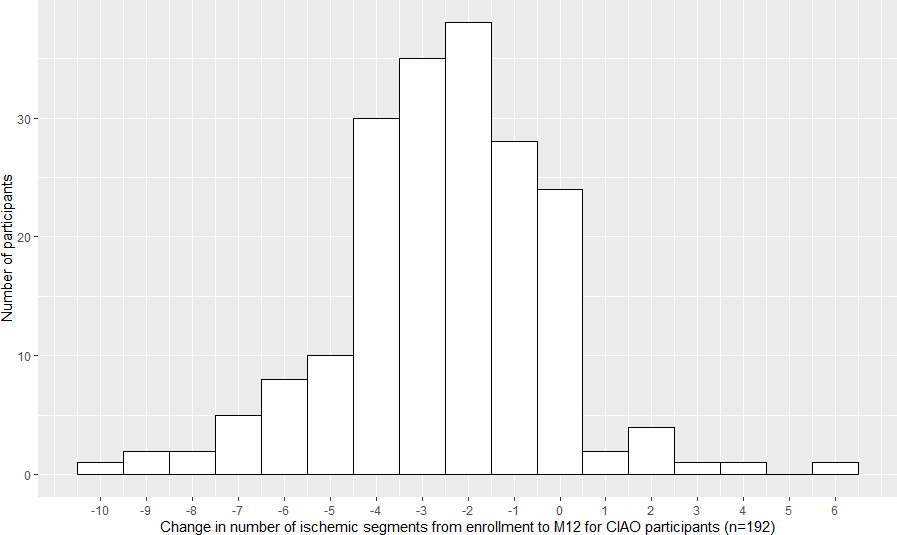 Number of participants
30
20
10
0
-10 -9 -8 -7 -6 -5 -4 -3 -2 -1 0 1 2 3 4 5 6
Change in number of ischemic segments from enrollment to M12 for CIAO participants (n=192)